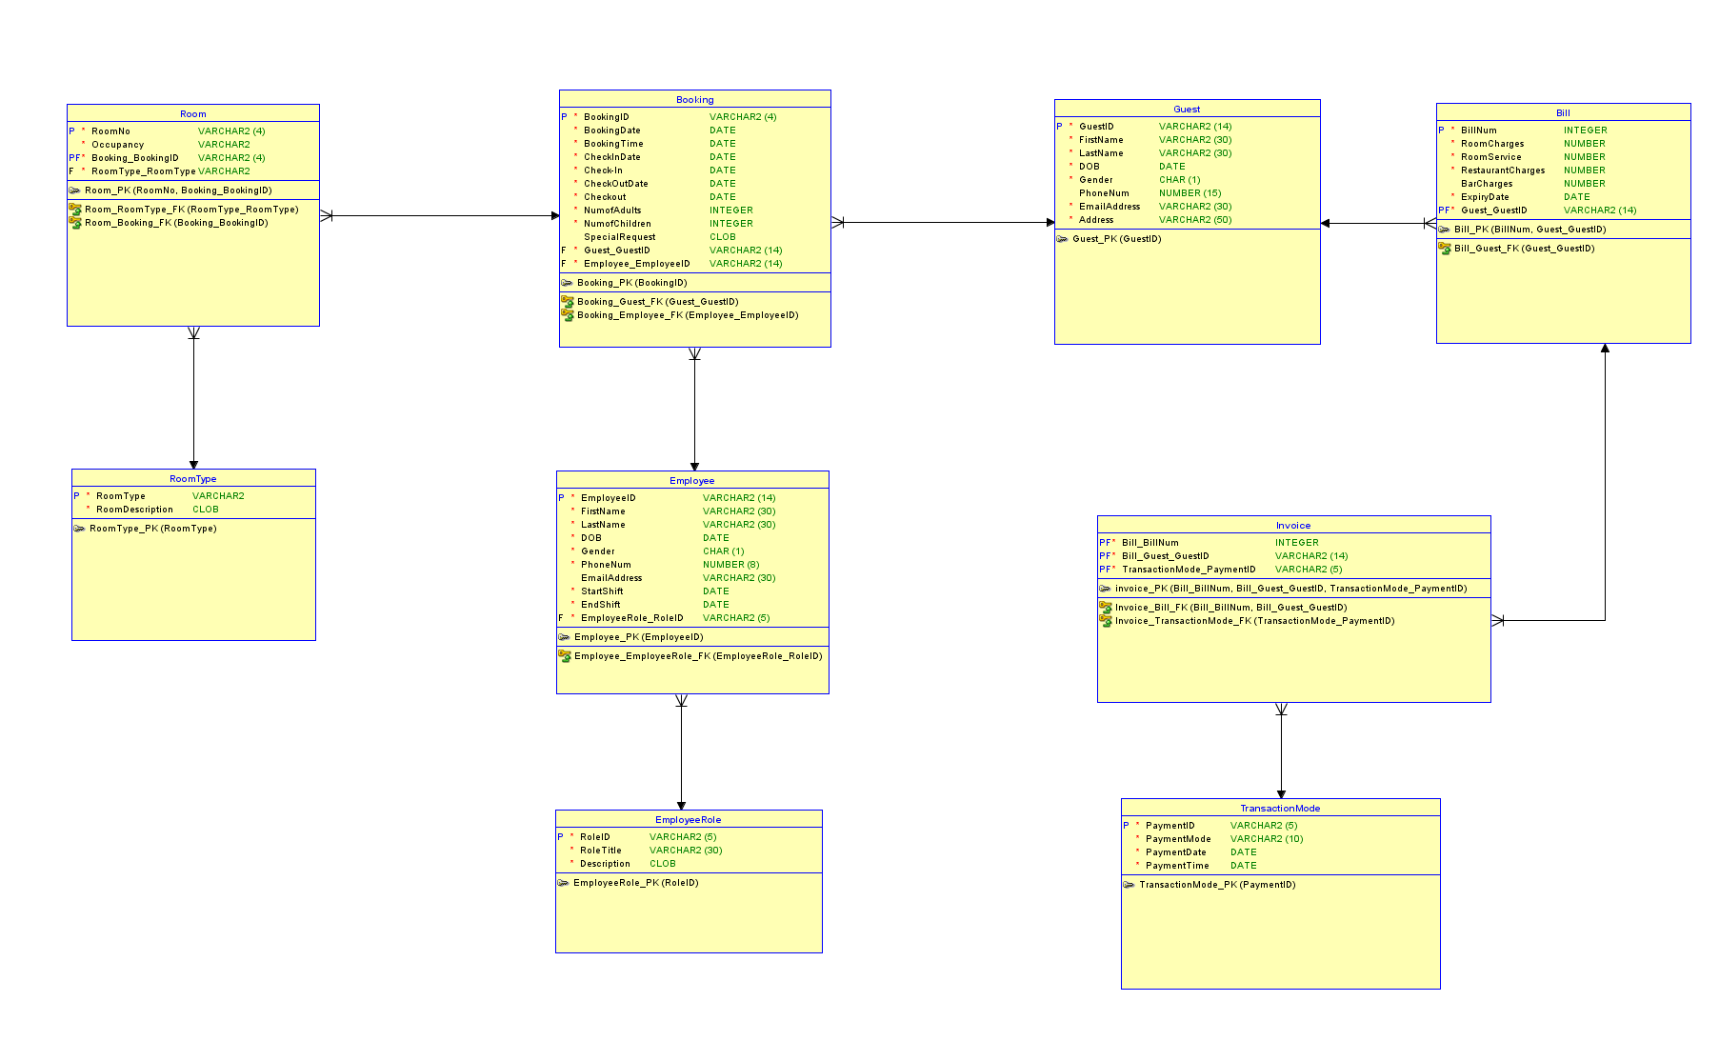 Room
P * RoomNo VARCHAR2 (4)
* Occupancy VARCHAR2
PF* Booking_BookingID VARCHAR2 (4)
F * RoomType_RoomType VARCHAR2
Room_PK (RoomNo, Booking_BookingID)
Room_RoomType_FK (RoomType_RoomType)
Room_Booking_FK (Booking_BookingID)
Booking
P * BookingID VARCHAR2 (4)
* BookingDate DATE
* BookingTime DATE
* CheckInDate DATE
* Check-In DATE
* CheckOutDate DATE
* Checkout DATE
* NumofAdults INTEGER
* NumofChildren INTEGER
SpecialRequest CLOB
F * Guest_GuestID VARCHAR2 (14)
F * Employee_EmployeeID VARCHAR2 (14)
Booking_PK (BookingID)
Booking_Guest_FK (Guest_GuestID)
Booking_Employee_FK (Employee_EmployeeID)
Guest
P * GuestID VARCHAR2 (14)
* FirstName VARCHAR2 (30)
* LastName VARCHAR2 (30)
* DOB DATE
* Gender CHAR (1)
PhoneNum NUMBER (15)
* EmailAddress VARCHAR2 (30)
* Address VARCHAR2 (50)
Guest_PK (GuestID)
Bill
P * BillNum INTEGER
* RoomCharges NUMBER
* RoomService NUMBER
* RestaurantCharges NUMBER
BarCharges NUMBER
* ExpiryDate DATE
PF* Guest_GuestID VARCHAR2 (14)
Bill_PK (BillNum, Guest_GuestID)
Bill_Guest_FK (Guest_GuestID)
RoomType
P * RoomType VARCHAR2
* RoomDescription CLOB
RoomType_PK (RoomType)
Employee
P * EmployeeID VARCHAR2 (14)
* FirstName VARCHAR2 (30)
* LastName VARCHAR2 (30)
* DOB DATE
* Gender CHAR (1)
* PhoneNum NUMBER (8)
EmailAddress VARCHAR2 (30)
* StartShift DATE
* EndShift DATE
F * EmployeeRole_RoleID VARCHAR2 (5)
Employee_PK (EmployeeID)
Employee_EmployeeRole_FK (EmployeeRole_RoleID)
Invoice
PF* Bill_BillNum INTEGER
PF* Bill_Guest_GuestID VARCHAR2 (14)
PF* TransactionMode_PaymentID VARCHAR2 (5)
invoice_PK (Bill_BillNum, Bill_Guest_GuestID, TransactionMode_PaymentID)
Invoice_Bill_FK (Bill_BillNum, Bill_Guest_GuestID)
Invoice_TransactionMode_FK (TransactionMode_PaymentID)
EmployeeRole
P * RoleID VARCHAR2 (5)
* RoleTitle VARCHAR2 (30)
* Description CLOB
EmployeeRole_PK (RoleID)
TransactionMode
P * PaymentID VARCHAR2 (5)
* PaymentMode VARCHAR2 (10)
* PaymentDate DATE
* PaymentTime DATE
TransactionMode_PK (PaymentID)